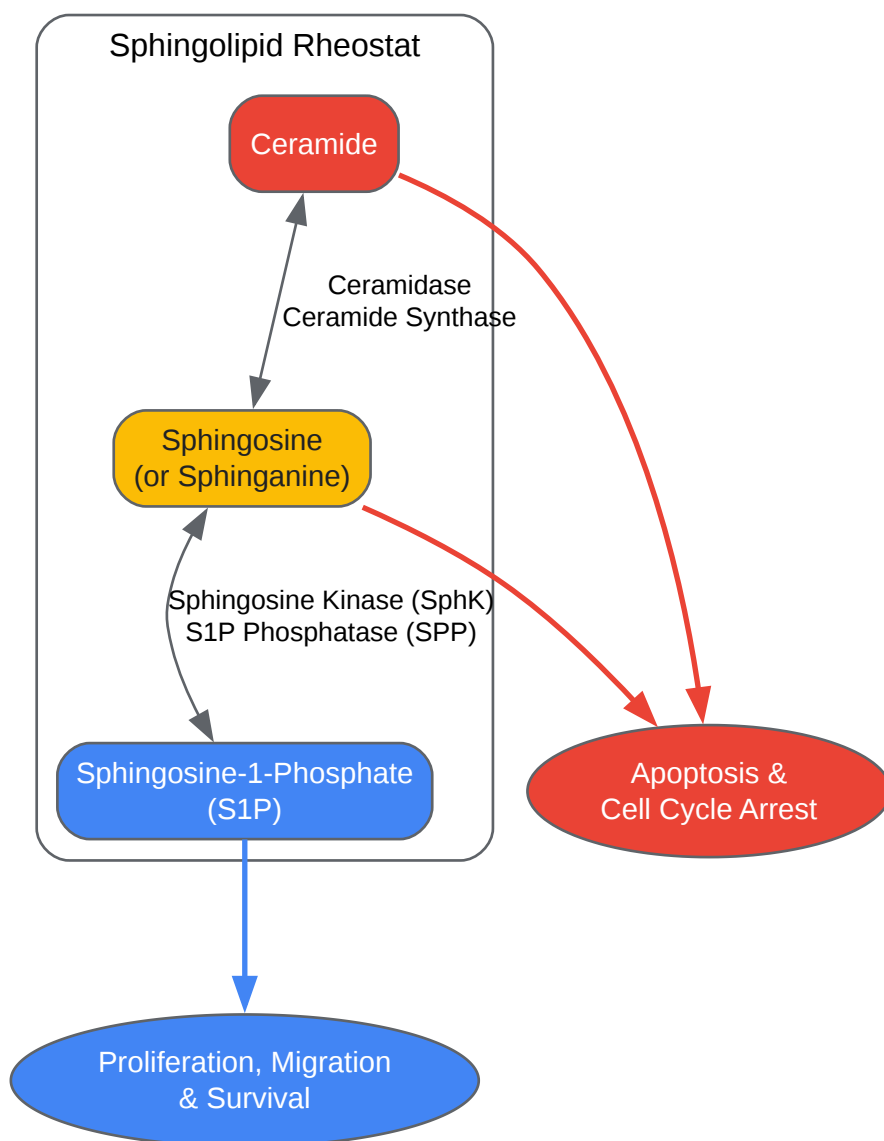 Sphingolipid Rheostat
Ceramide
Ceramidase
Ceramide Synthase
Sphingosine
(or Sphinganine)
Sphingosine Kinase (SphK)
S1P Phosphatase (SPP)
Sphingosine-1-Phosphate
(S1P)
Apoptosis &
Cell Cycle Arrest
Proliferation, Migration
& Survival